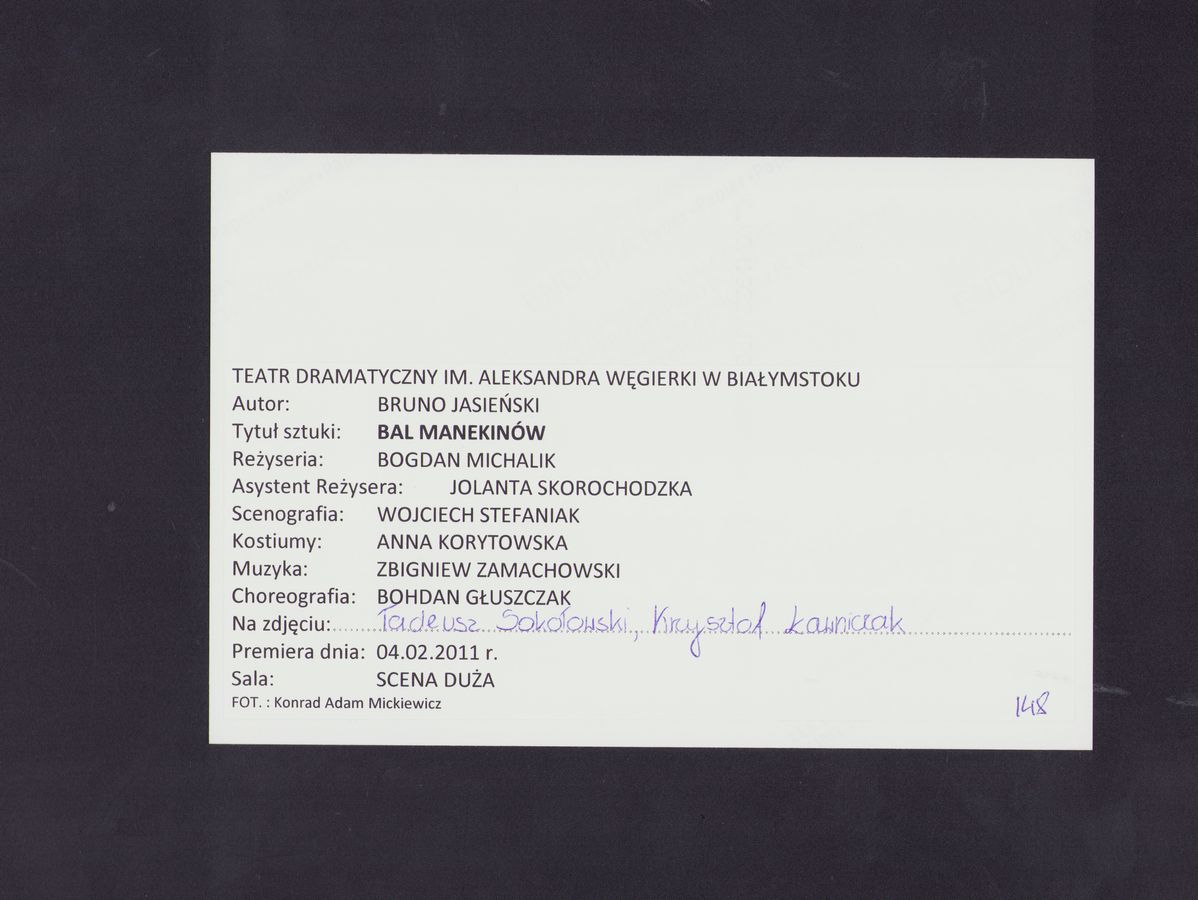 TEATR DRAMATYCZNY IM. ALEKSANDRA WĘGIERKI W BIAŁYMSTOKU
Autor: BRUNO JASIEŃSKI
Tytuł sztuki: BAL MANEKINÓW
Reżyseria: BOGDAN MICHALIK
Asystent Reżysera: JOLANTA SKOROCHODZKA
Scenografia: WOJCIECH STEFANIAK
Kostiumy: ANNA KORYTOWSKA
Muzyka: ZBIGNIEW ZAMACHOWSKI
Choreografia: BOHDAN GŁUSZCZAK
Na zdjęciu: Tadeusz Sokołowski, Krzysztof Ławniczak
Premiera dnia: 04.02.2011 r.
Sala: SCENA DUŻA
FOT. : Konrad Adam Mickiewicz
148